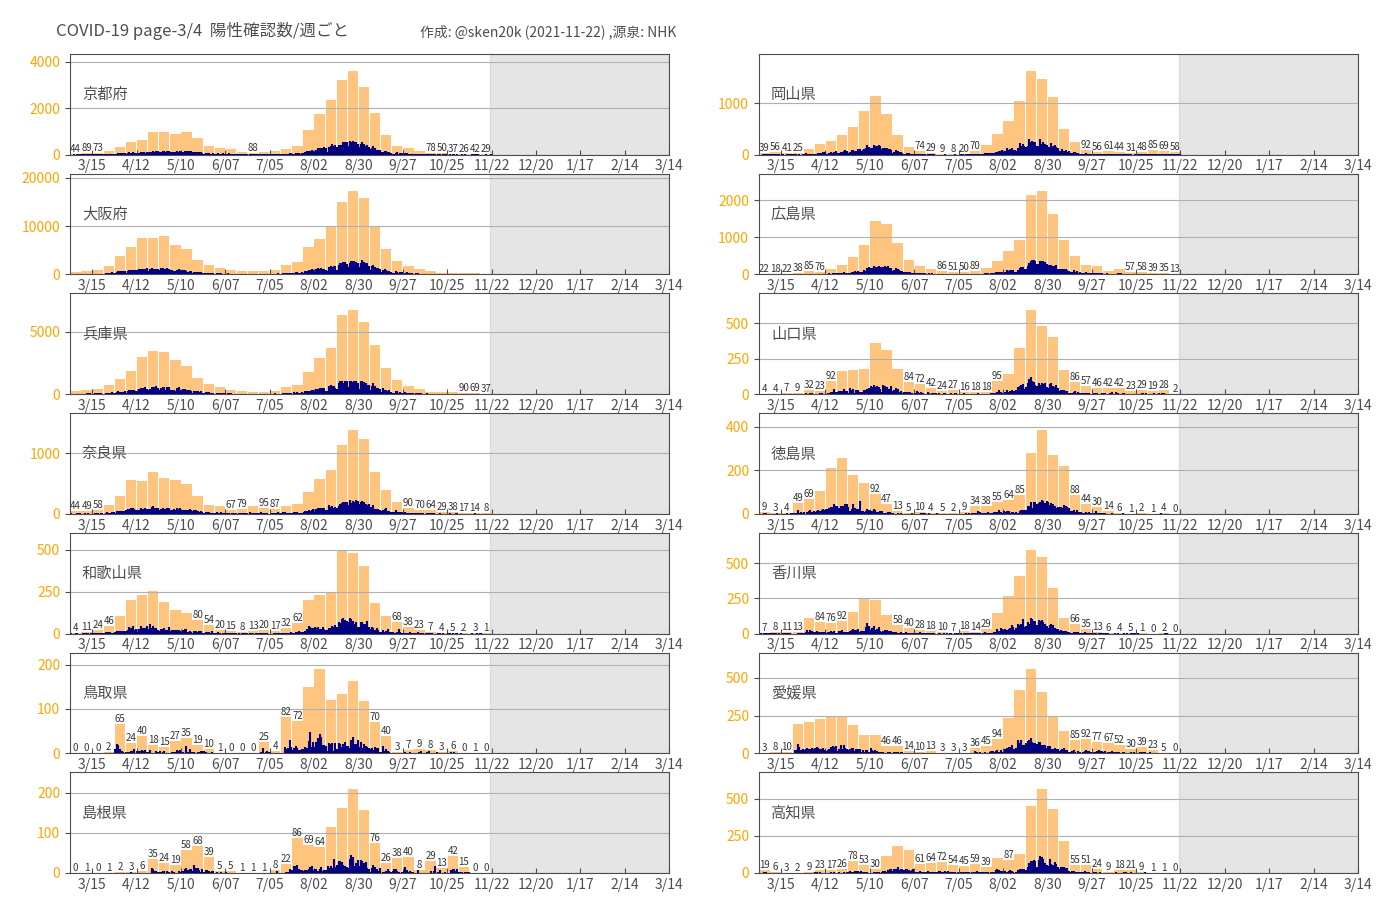 COVID-19 page-3/4 陽性確認数/週ごと
作成: @sken20k (2021-11-22) ,源泉: NHK
4000
2000
0
京都府
44 89 73 88 78 50 37 26 42 29
3/15 4/12 5/10 6/07 7/05 8/02 8/30 9/27 10/25 11/22 12/20 1/17 2/14 3/14
20000
10000
0
大阪府
3/15 4/12 5/10 6/07 7/05 8/02 8/30 9/27 10/25 11/22 12/20 1/17 2/14 3/14
5000
0
兵庫県
90 69 37
3/15 4/12 5/10 6/07 7/05 8/02 8/30 9/27 10/25 11/22 12/20 1/17 2/14 3/14
1000
0
奈良県
44 49 58 67 79 95 87 90 70 64 29 38 17 14 8
3/15 4/12 5/10 6/07 7/05 8/02 8/30 9/27 10/25 11/22 12/20 1/17 2/14 3/14
500
250
0
和歌山県
4 11 24 46 80 54 20 15 8 13 20 17 32 62 68 38 23 7 4 5 2 3 1
3/15 4/12 5/10 6/07 7/05 8/02 8/30 9/27 10/25 11/22 12/20 1/17 2/14 3/14
200
100
0
鳥取県
0 0 0 2 65 24 40 18 15 27 35 19 10 1 0 0 0 25 4 82 72 70 40 3 7 9 8 3 6 0 1 0
3/15 4/12 5/10 6/07 7/05 8/02 8/30 9/27 10/25 11/22 12/20 1/17 2/14 3/14
200
100
0
島根県
0 1 0 1 2 3 6 35 24 19 58 68 39 5 5 1 1 1 8 22 86 69 64 76 26 38 40 8 29 13 42 15 0 0
3/15 4/12 5/10 6/07 7/05 8/02 8/30 9/27 10/25 11/22 12/20 1/17 2/14 3/14
1000
0
岡山県
39 56 41 25 74 29 9 8 20 70 92 56 61 44 31 48 85 69 58
3/15 4/12 5/10 6/07 7/05 8/02 8/30 9/27 10/25 11/22 12/20 1/17 2/14 3/14
2000
1000
0
広島県
22 18 22 38 85 76 86 51 50 89 57 58 39 35 13
3/15 4/12 5/10 6/07 7/05 8/02 8/30 9/27 10/25 11/22 12/20 1/17 2/14 3/14
500
250
0
山口県
4 4 7 9 32 23 92 84 72 42 24 27 16 18 18 95 86 57 46 42 42 23 29 19 28 2
3/15 4/12 5/10 6/07 7/05 8/02 8/30 9/27 10/25 11/22 12/20 1/17 2/14 3/14
400
200
0
徳島県
9 3 4 49 69 92 47 13 5 10 4 5 2 9 34 38 55 64 85 88 44 30 14 6 1 2 1 4 0
3/15 4/12 5/10 6/07 7/05 8/02 8/30 9/27 10/25 11/22 12/20 1/17 2/14 3/14
500
250
0
香川県
7 8 11 13 84 76 92 58 40 28 18 10 7 18 14 29 66 35 13 6 4 5 1 0 2 0
3/15 4/12 5/10 6/07 7/05 8/02 8/30 9/27 10/25 11/22 12/20 1/17 2/14 3/14
500
250
0
愛媛県
3 8 10 46 46 14 10 13 3 3 3 36 45 94 85 92 77 67 52 30 39 23 5 0
3/15 4/12 5/10 6/07 7/05 8/02 8/30 9/27 10/25 11/22 12/20 1/17 2/14 3/14
500
250
0
高知県
19 6 3 2 9 23 17 26 78 53 30 61 64 72 54 45 59 39 87 55 51 24 9 18 21 9 1 1 0
3/15 4/12 5/10 6/07 7/05 8/02 8/30 9/27 10/25 11/22 12/20 1/17 2/14 3/14